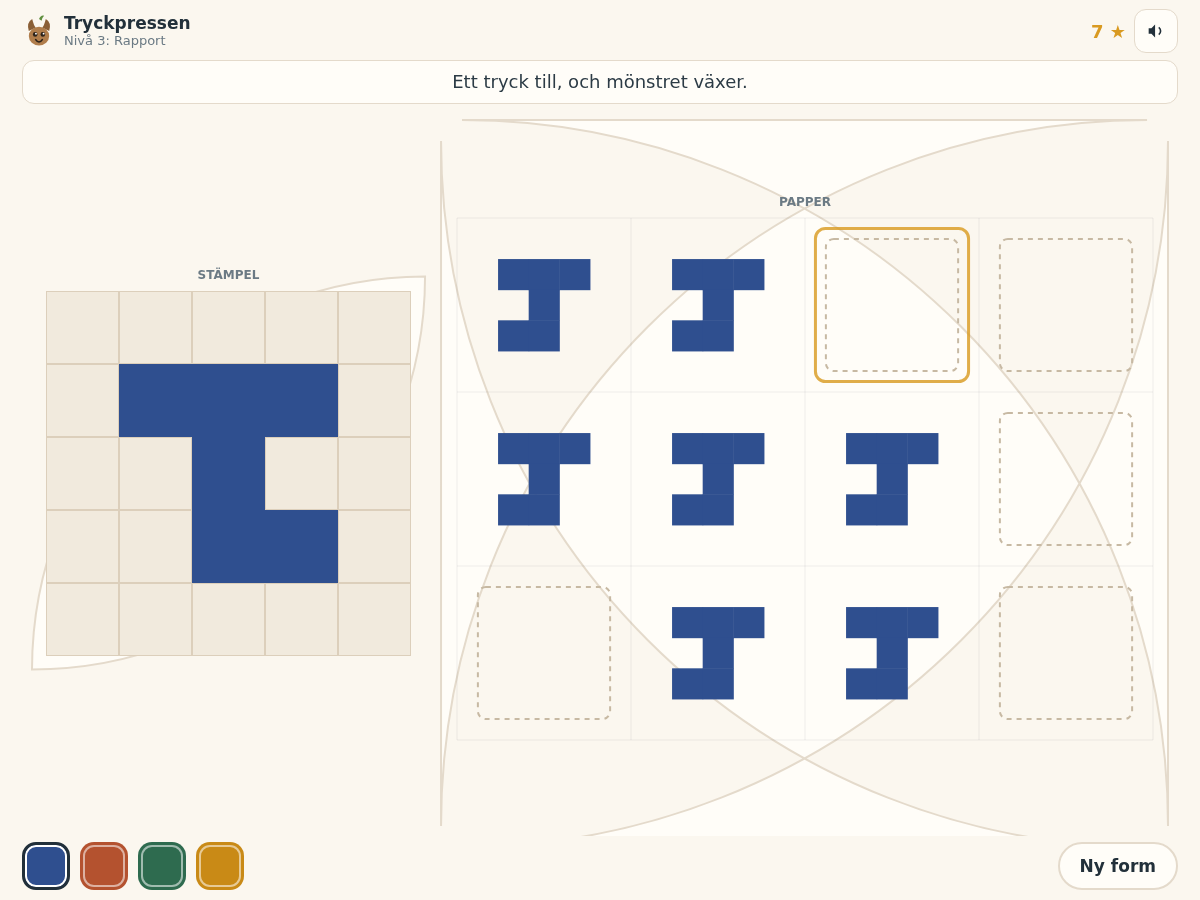 Tryckpressen
Nivå 3: Rapport
7 ★
Ett tryck till, och mönstret växer.
PAPPER
STÄMPEL
Ny form